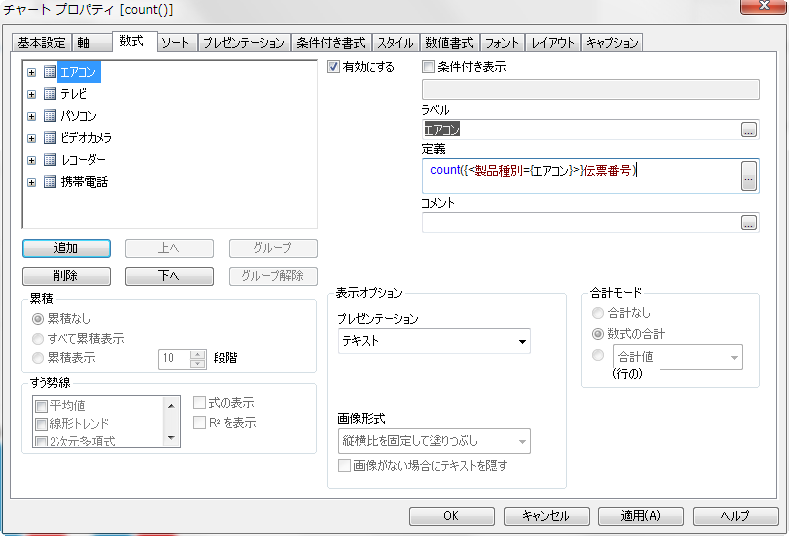 チャート プロパティ [count()]
基本設定 軸 数式 ソート プレゼンテーション 条件付き書式 スタイル 数値書式 フォント レイアウト キャプション
エアコン
テレビ
パソコン
ビデオカメラ
レコーダー
携帯電話
有効にする
条件付き表示
ラベル
エアコン
...
定義
count({<製品種別={エアコン}>}伝票番号)
...
コメント
...
追加 上へ グループ
削除 下へ グループ解除
累積
累積なし
すべて累積表示
累積表示 10 段階
すう勢線
平均値
線形トレンド
2次元多項式
式の表示
R² を表示
表示オプション
プレゼンテーション
テキスト
画像形式
縦横比を固定して塗りつぶし
画像がない場合にテキストを隠す
合計モード
合計なし
数式の合計
合計値
(行の)
OK キャンセル 適用(A) ヘルプ